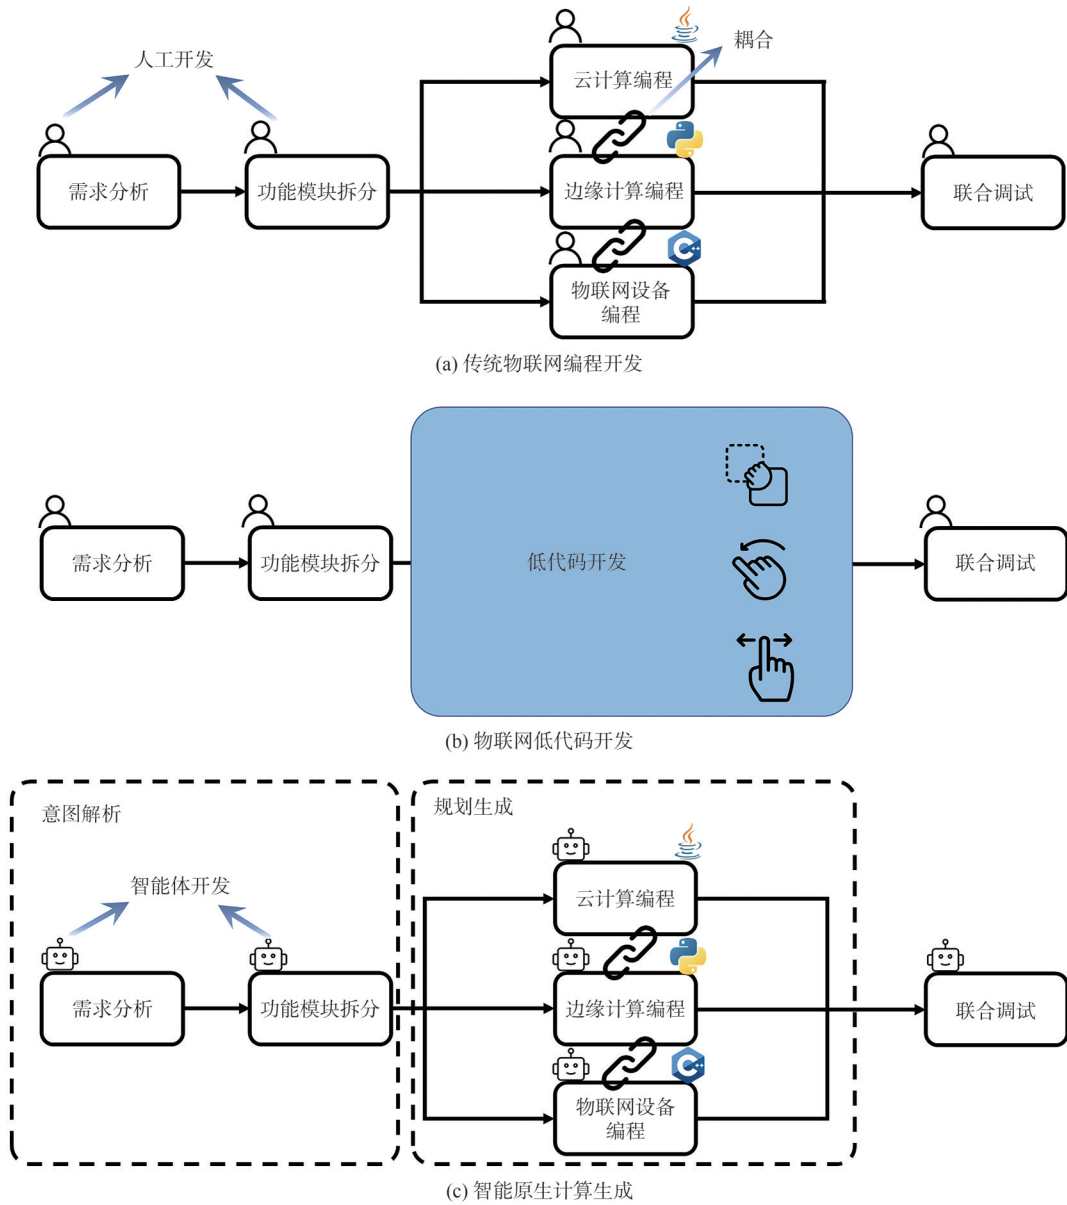 人工开发
耦合
云计算编程
需求分析
功能模块拆分
边缘计算编程
联合调试
物联网设备
编程
(a) 传统物联网编程开发
需求分析
功能模块拆分
低代码开发
联合调试
(b) 物联网低代码开发
意图解析
规划生成
智能体开发
云计算编程
需求分析
功能模块拆分
边缘计算编程
联合调试
物联网设备
编程
(c) 智能原生计算生成